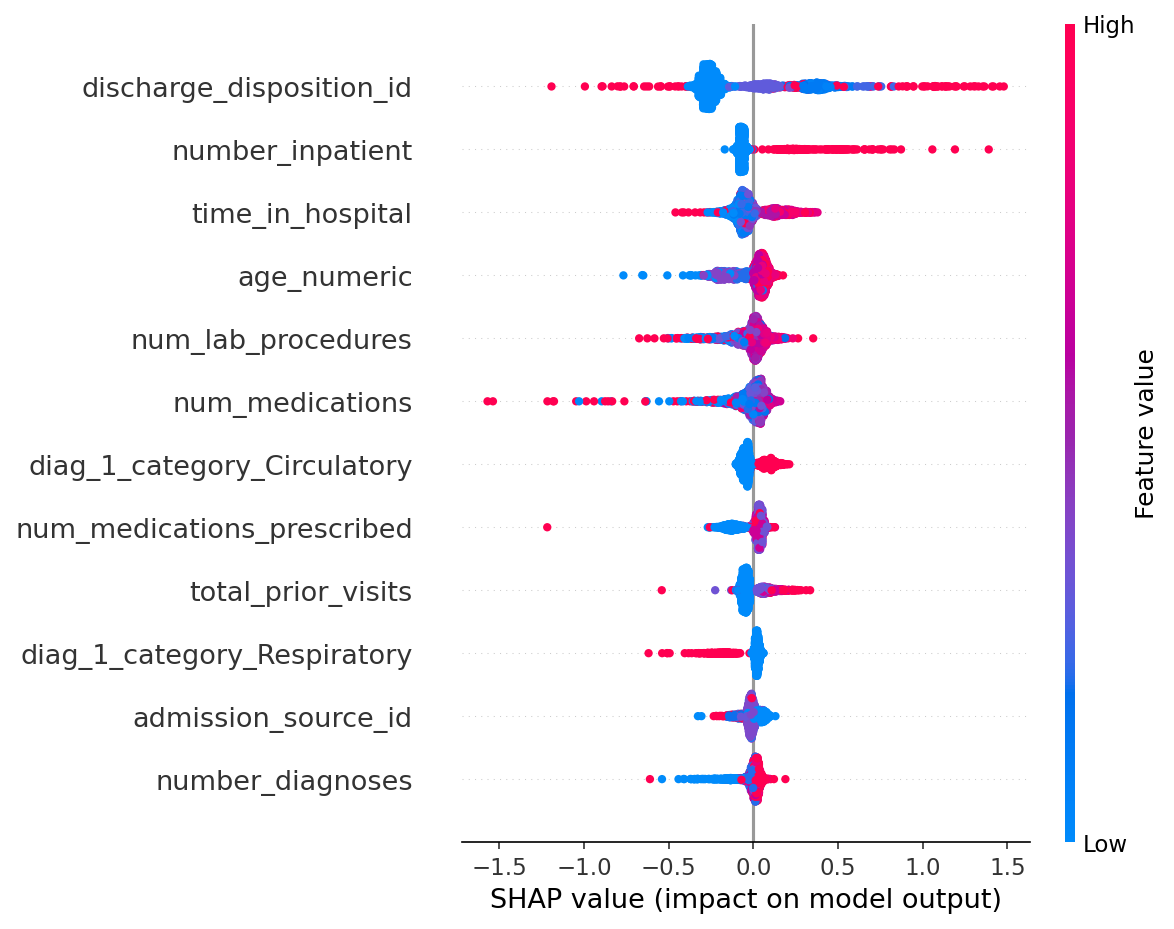 High
discharge_disposition_id
number_inpatient
time_in_hospital
age_numeric
num_lab_procedures
num_medications
diag_1_category_Circulatory
num_medications_prescribed
total_prior_visits
diag_1_category_Respiratory
admission_source_id
number_diagnoses
Feature value
Low
−1.5 −1.0 −0.5 0.0 0.5 1.0 1.5
SHAP value (impact on model output)